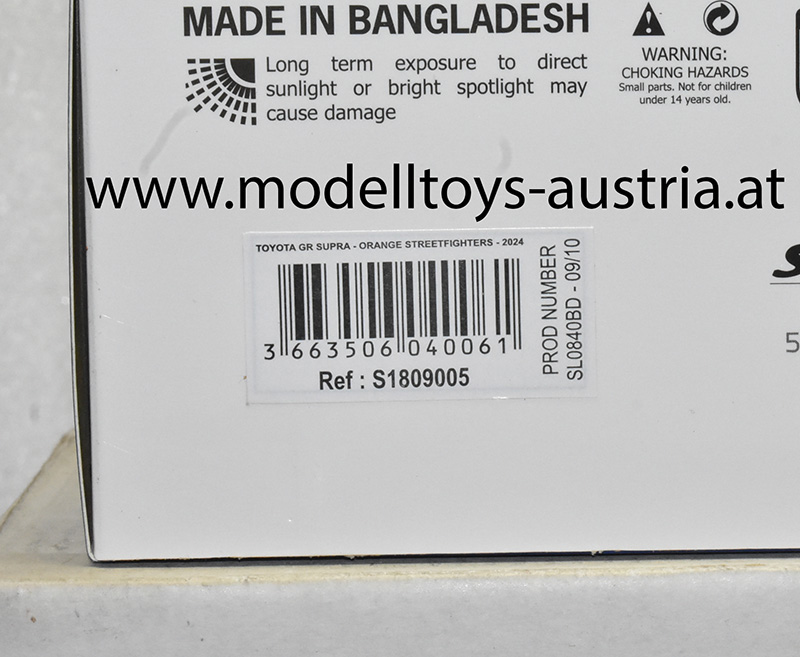 MADE IN BANGLADESH
Long term exposure to direct
sunlight or bright spotlight may
cause damage
WARNING:
CHOKING HAZARDS
Small parts. Not for children
under 14 years old.
www.modelltoys-austria.at
TOYOTA GR SUPRA - ORANGE STREETFIGHTERS - 2024
3 663506 040061
Ref : S1809005
PROD NUMBER
SL0840BD - 09/10
S
5